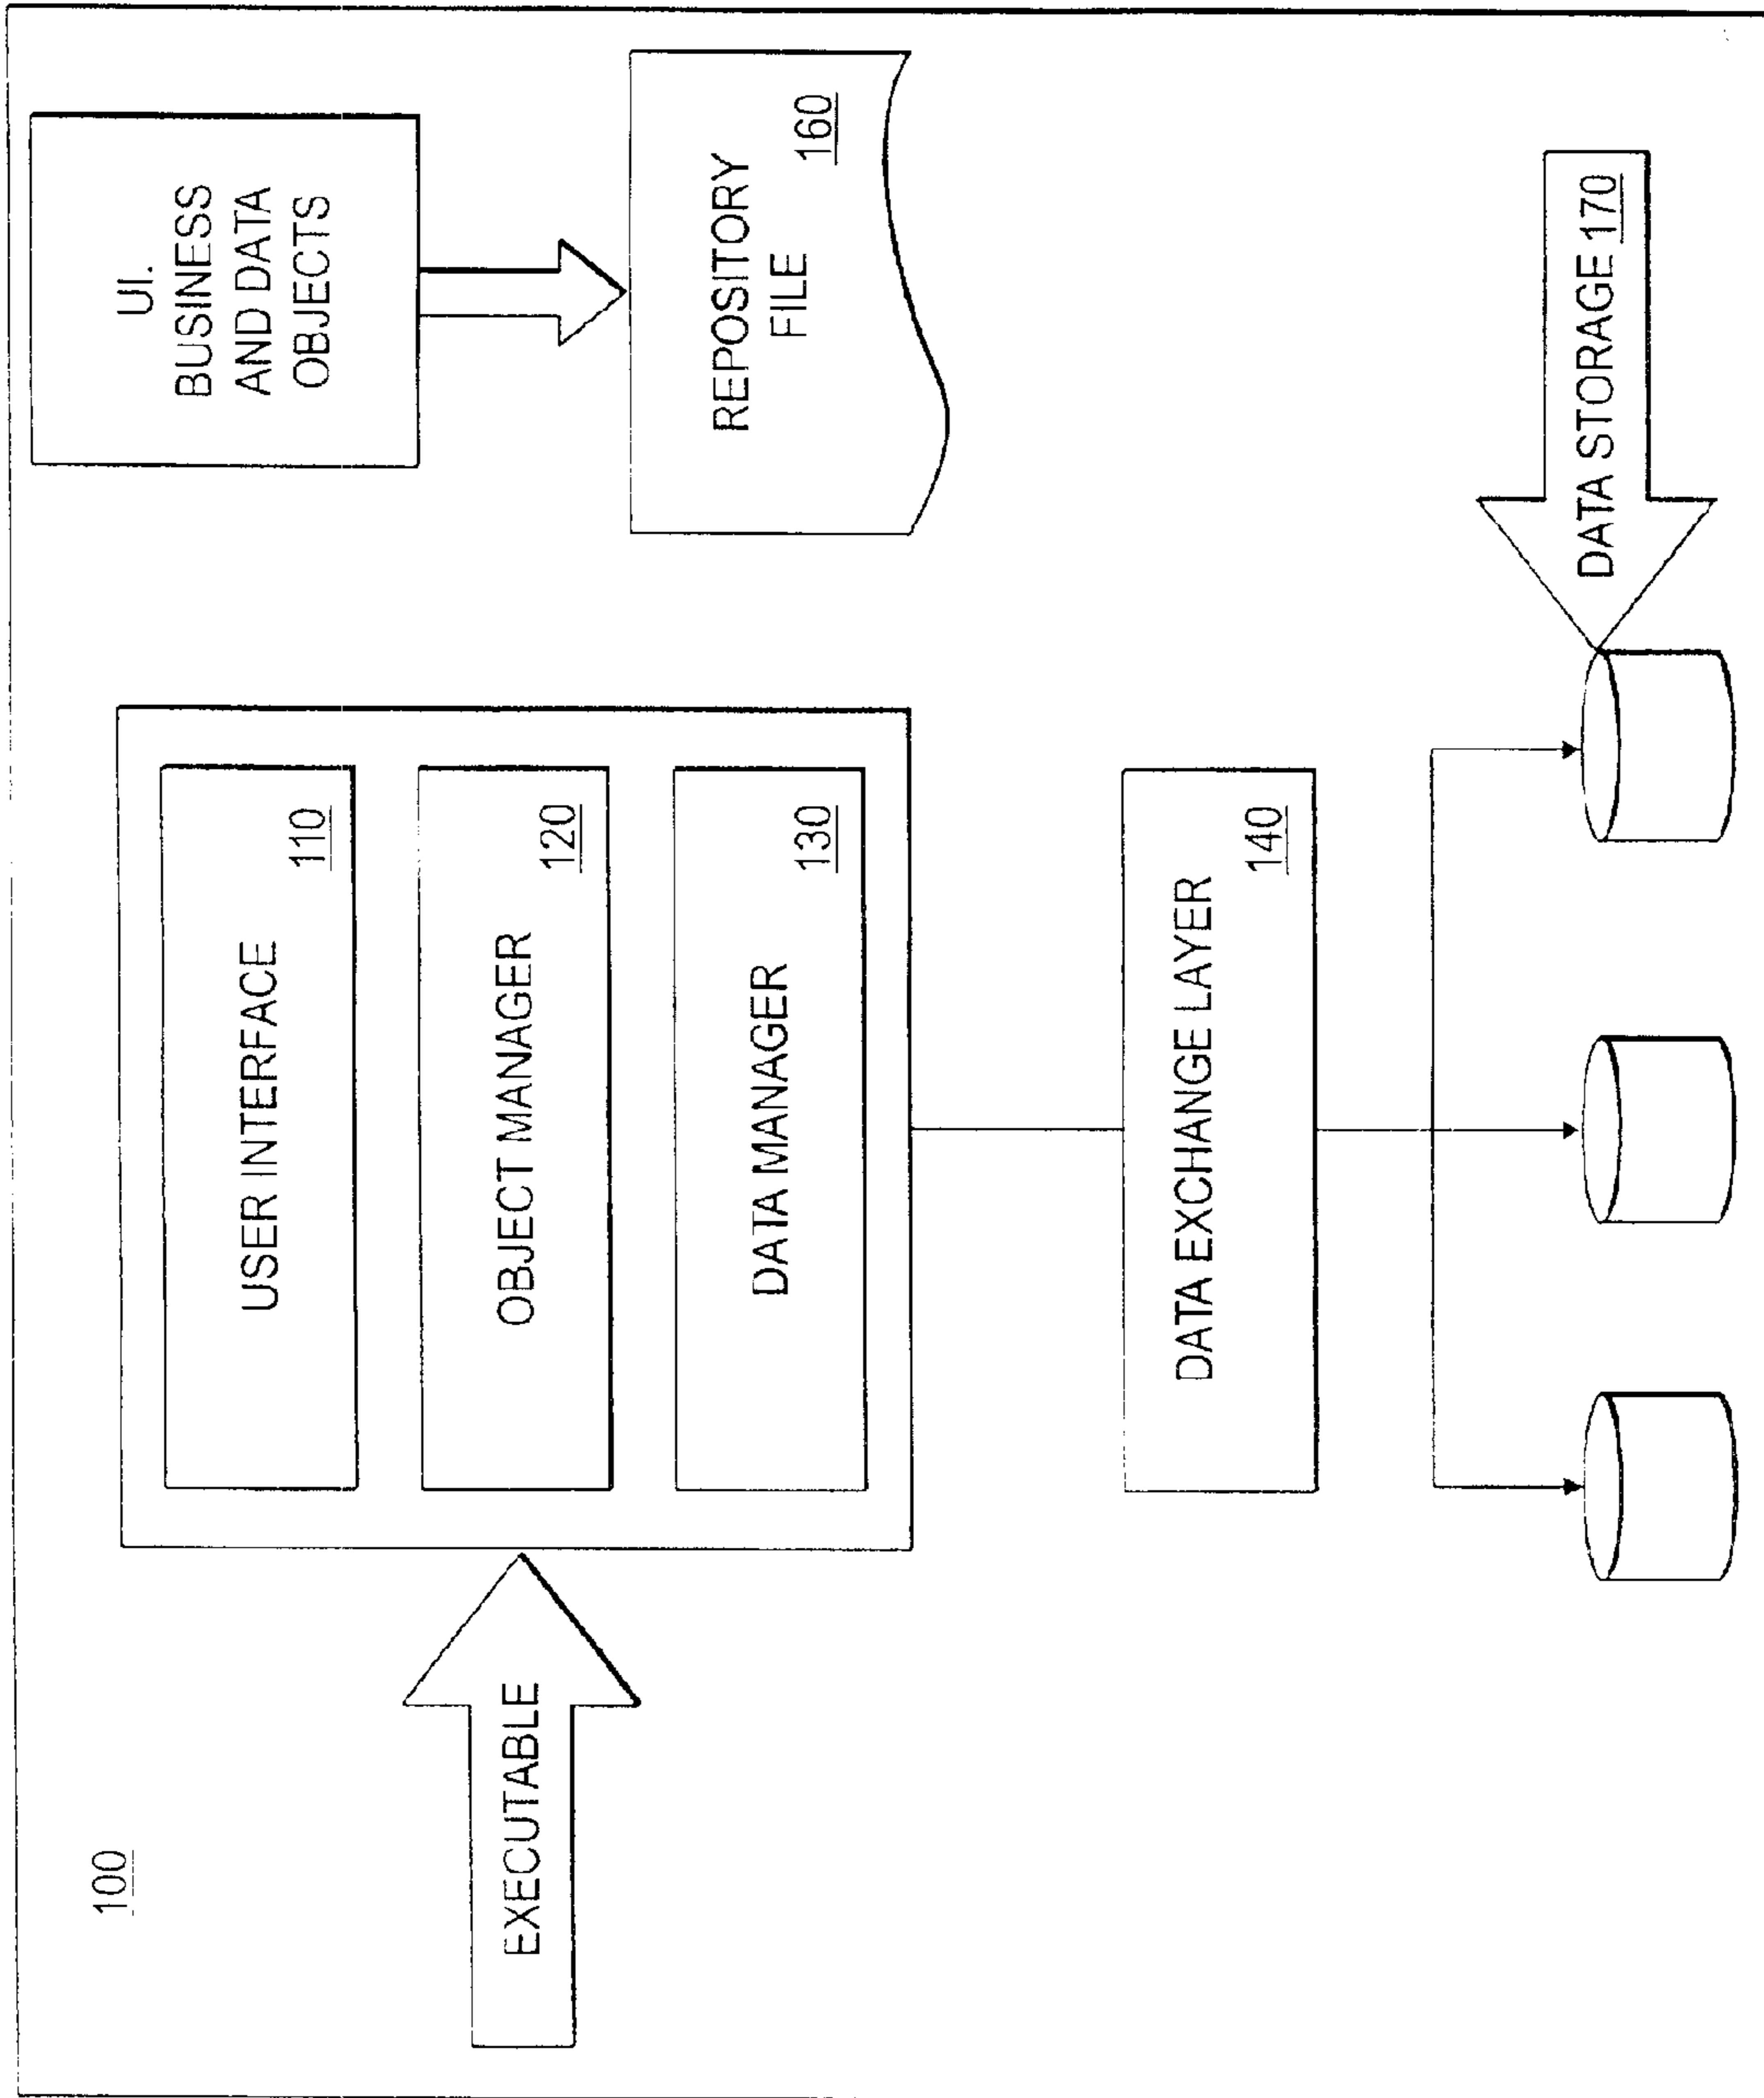 100
EXECUTABLE
USER INTERFACE
110
OBJECT MANAGER
120
DATA MANAGER
130
DATA EXCHANGE LAYER
140
UI.
BUSINESS
AND DATA
OBJECTS
REPOSITORY
FILE
160
DATA STORAGE 170